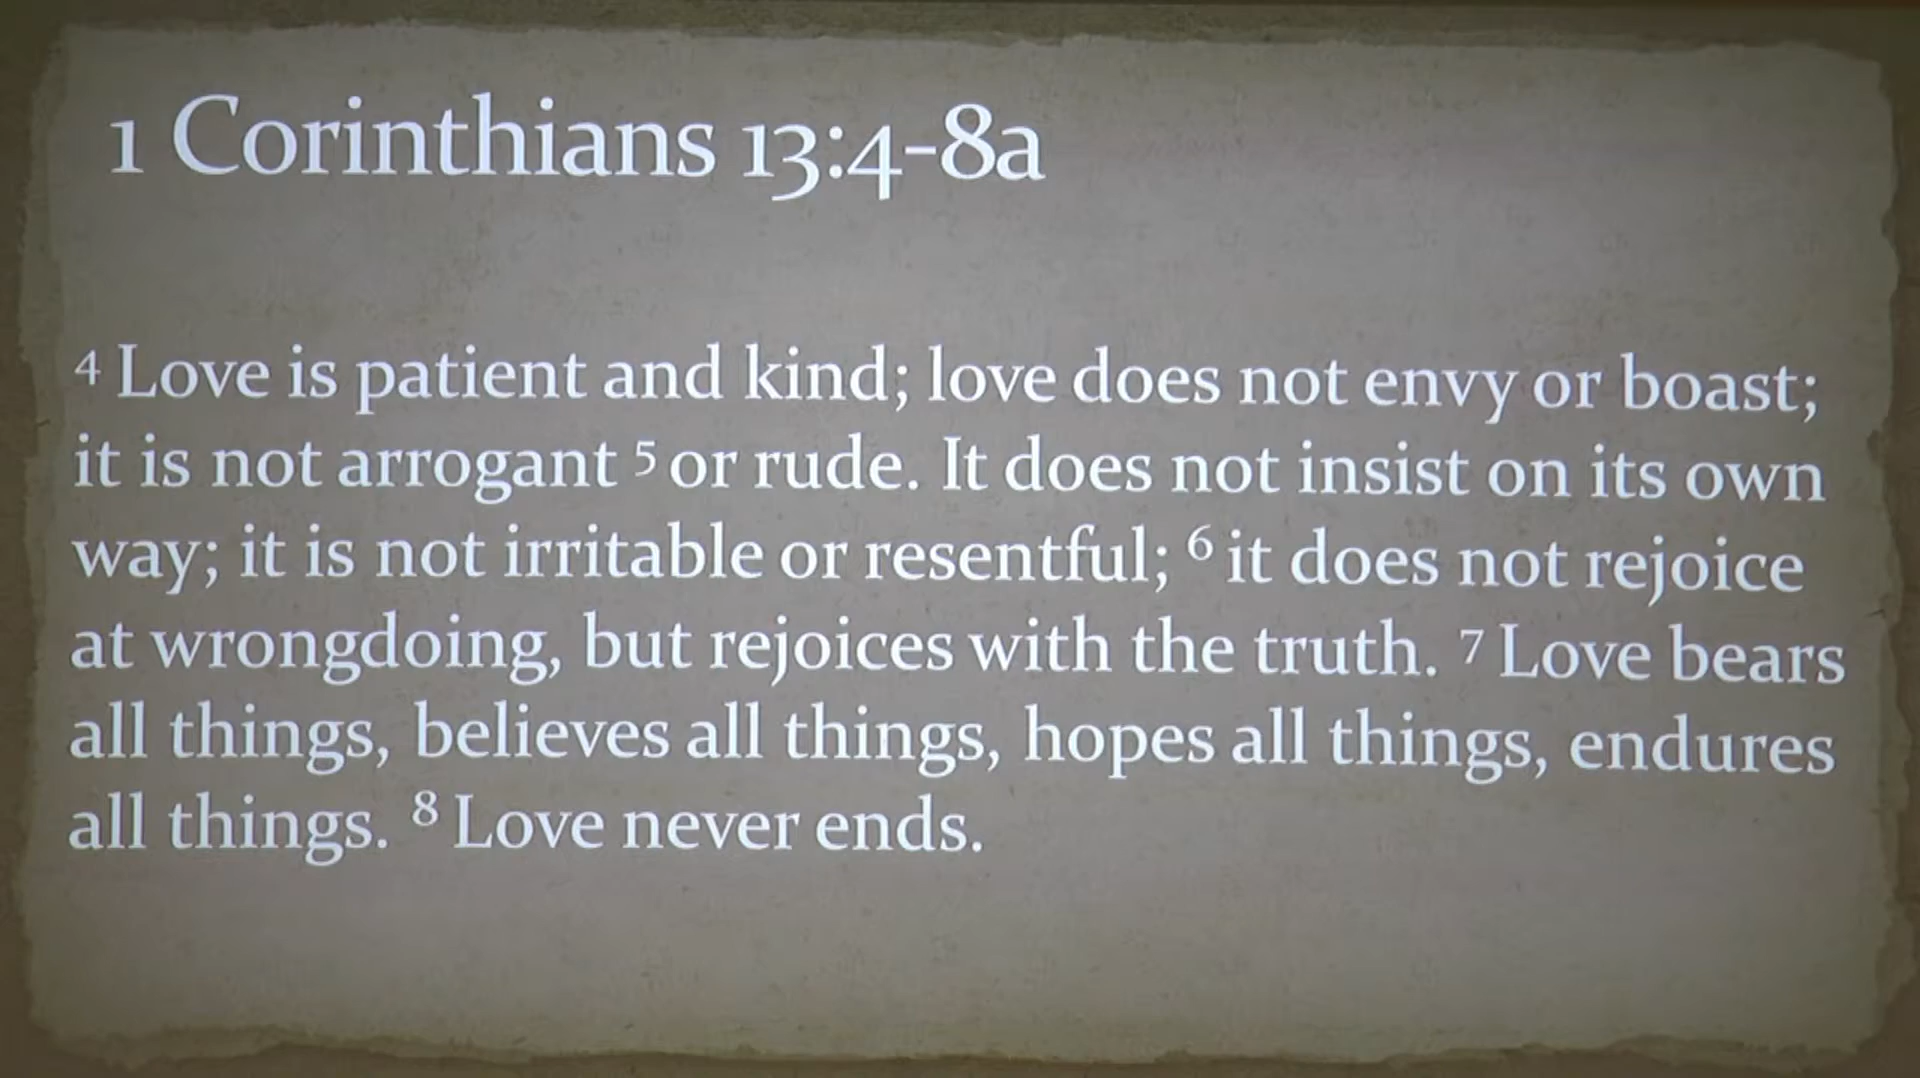 1 Corinthians 13:4-8a
4 Love is patient and kind; love does not envy or boast;
it is not arrogant 5 or rude. It does not insist on its own
way; it is not irritable or resentful; 6 it does not rejoice
at wrongdoing, but rejoices with the truth. 7 Love bears
all things, believes all things, hopes all things, endures
all things. 8 Love never ends.